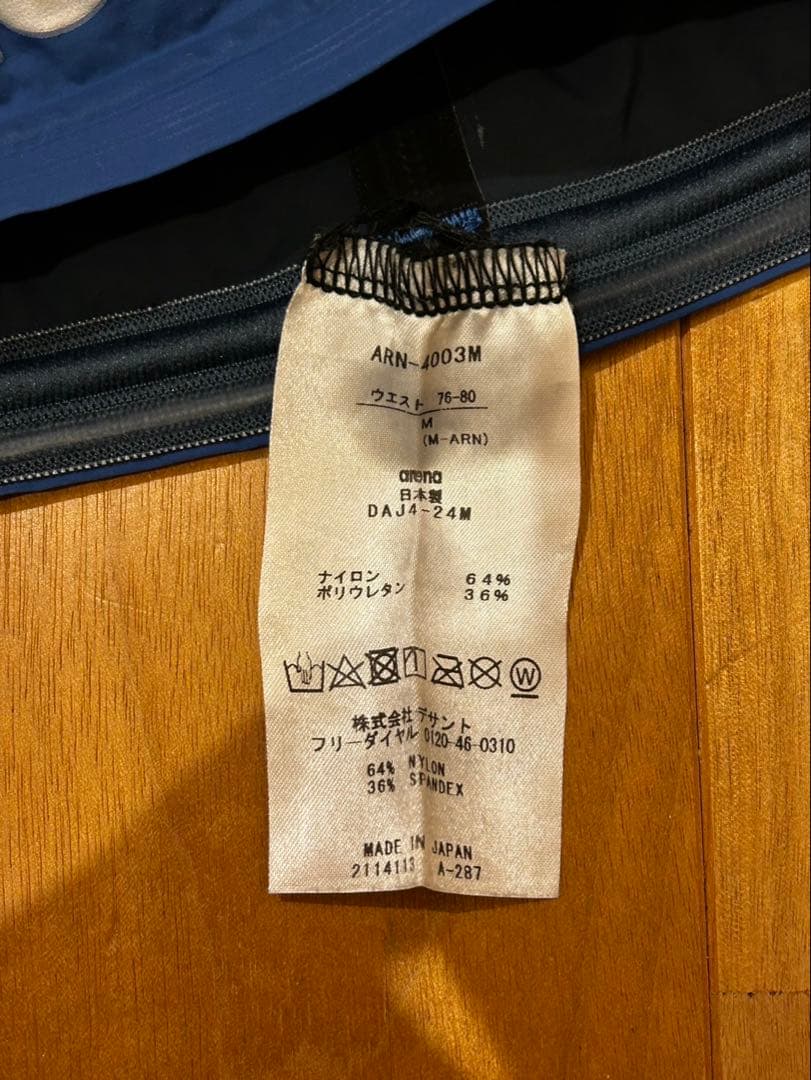 ARN-4003M
ウエスト 76-80
M
(M-ARN)
arena
日本製
DAJ4-24M
ナイロン 64%
ポリウレタン 36%
W
株式会社デサント
フリーダイヤル 0120-46-0310
64% NYLON
36% SPANDEX
MADE IN JAPAN
2114113 A-287